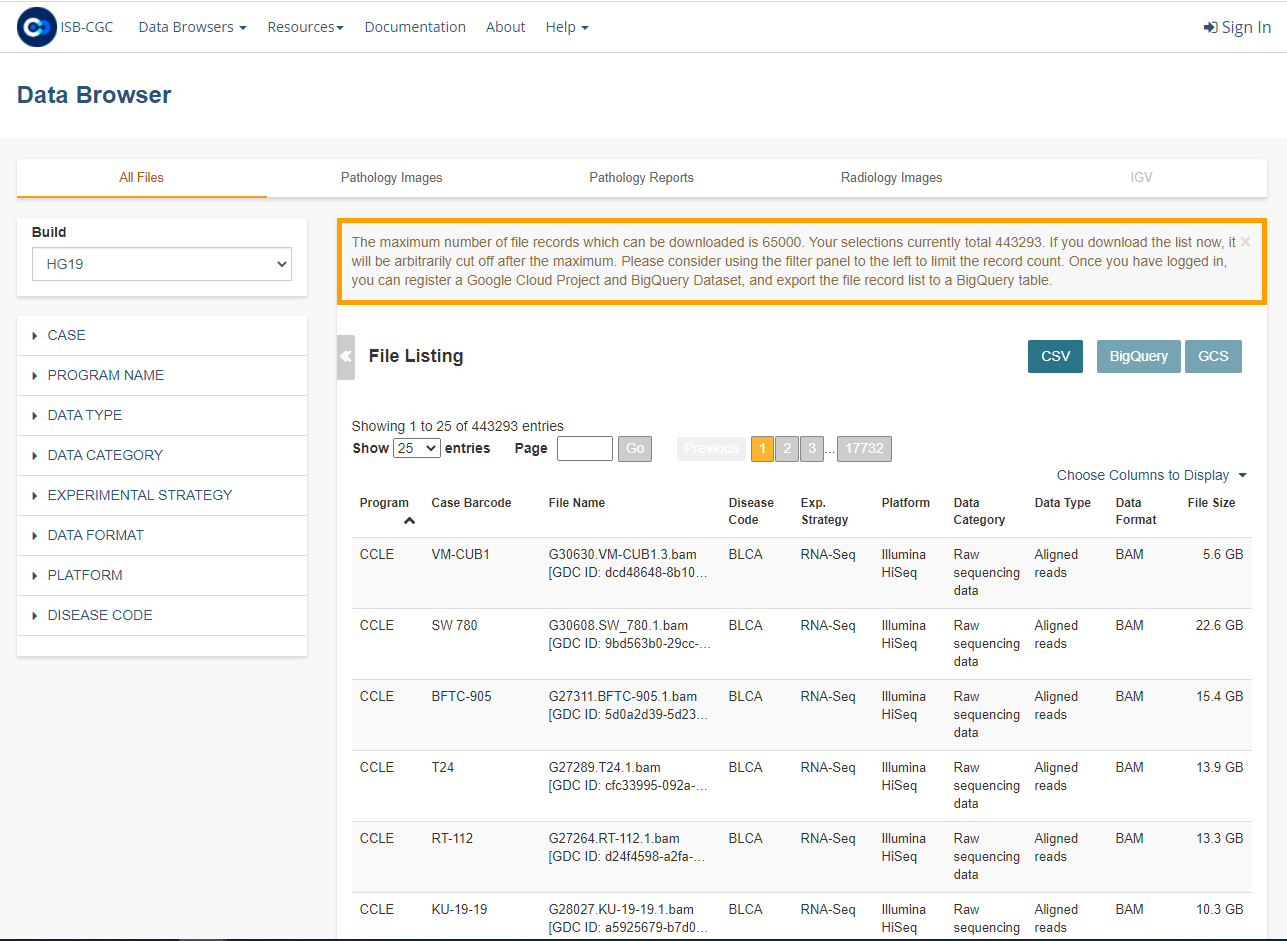 ISB-CGC Data Browsers Resources Documentation About Help Sign In
Data Browser
All Files Pathology Images Pathology Reports Radiology Images IGV
Build
HG19
CASE
PROGRAM NAME
DATA TYPE
DATA CATEGORY
EXPERIMENTAL STRATEGY
DATA FORMAT
PLATFORM
DISEASE CODE
The maximum number of file records which can be downloaded is 65000. Your selections currently total 443293. If you download the list now, it
will be arbitrarily cut off after the maximum. Please consider using the filter panel to the left to limit the record count. Once you have logged in,
you can register a Google Cloud Project and BigQuery Dataset, and export the file record list to a BigQuery table.
File Listing CSV BigQuery GCS
Showing 1 to 25 of 443293 entries
Show 25 entries Page Go Previous 1 2 3 ... 17732
Choose Columns to Display
Program Case Barcode File Name Disease Exp. Platform Data Data Type Data File Size
Code Strategy Category Format
CCLE VM-CUB1 G30630.VM-CUB1.3.bam BLCA RNA-Seq Illumina Raw Aligned BAM 5.6 GB
[GDC ID: dcd48648-8b10... HiSeq sequencing reads
data
CCLE SW 780 G30608.SW_780.1.bam BLCA RNA-Seq Illumina Raw Aligned BAM 22.6 GB
[GDC ID: 9bd563b0-29cc-... HiSeq sequencing reads
data
CCLE BFTC-905 G27311.BFTC-905.1.bam BLCA RNA-Seq Illumina Raw Aligned BAM 15.4 GB
[GDC ID: 5d0a2d39-5d23... HiSeq sequencing reads
data
CCLE T24 G27289.T24.1.bam BLCA RNA-Seq Illumina Raw Aligned BAM 13.9 GB
[GDC ID: cfc33995-092a-... HiSeq sequencing reads
data
CCLE RT-112 G27264.RT-112.1.bam BLCA RNA-Seq Illumina Raw Aligned BAM 13.3 GB
[GDC ID: d24f4598-a2fa-... HiSeq sequencing reads
data
CCLE KU-19-19 G28027.KU-19-19.1.bam BLCA RNA-Seq Illumina Raw Aligned BAM 10.3 GB
[GDC ID: a5925679-b7d0... HiSeq sequencing reads